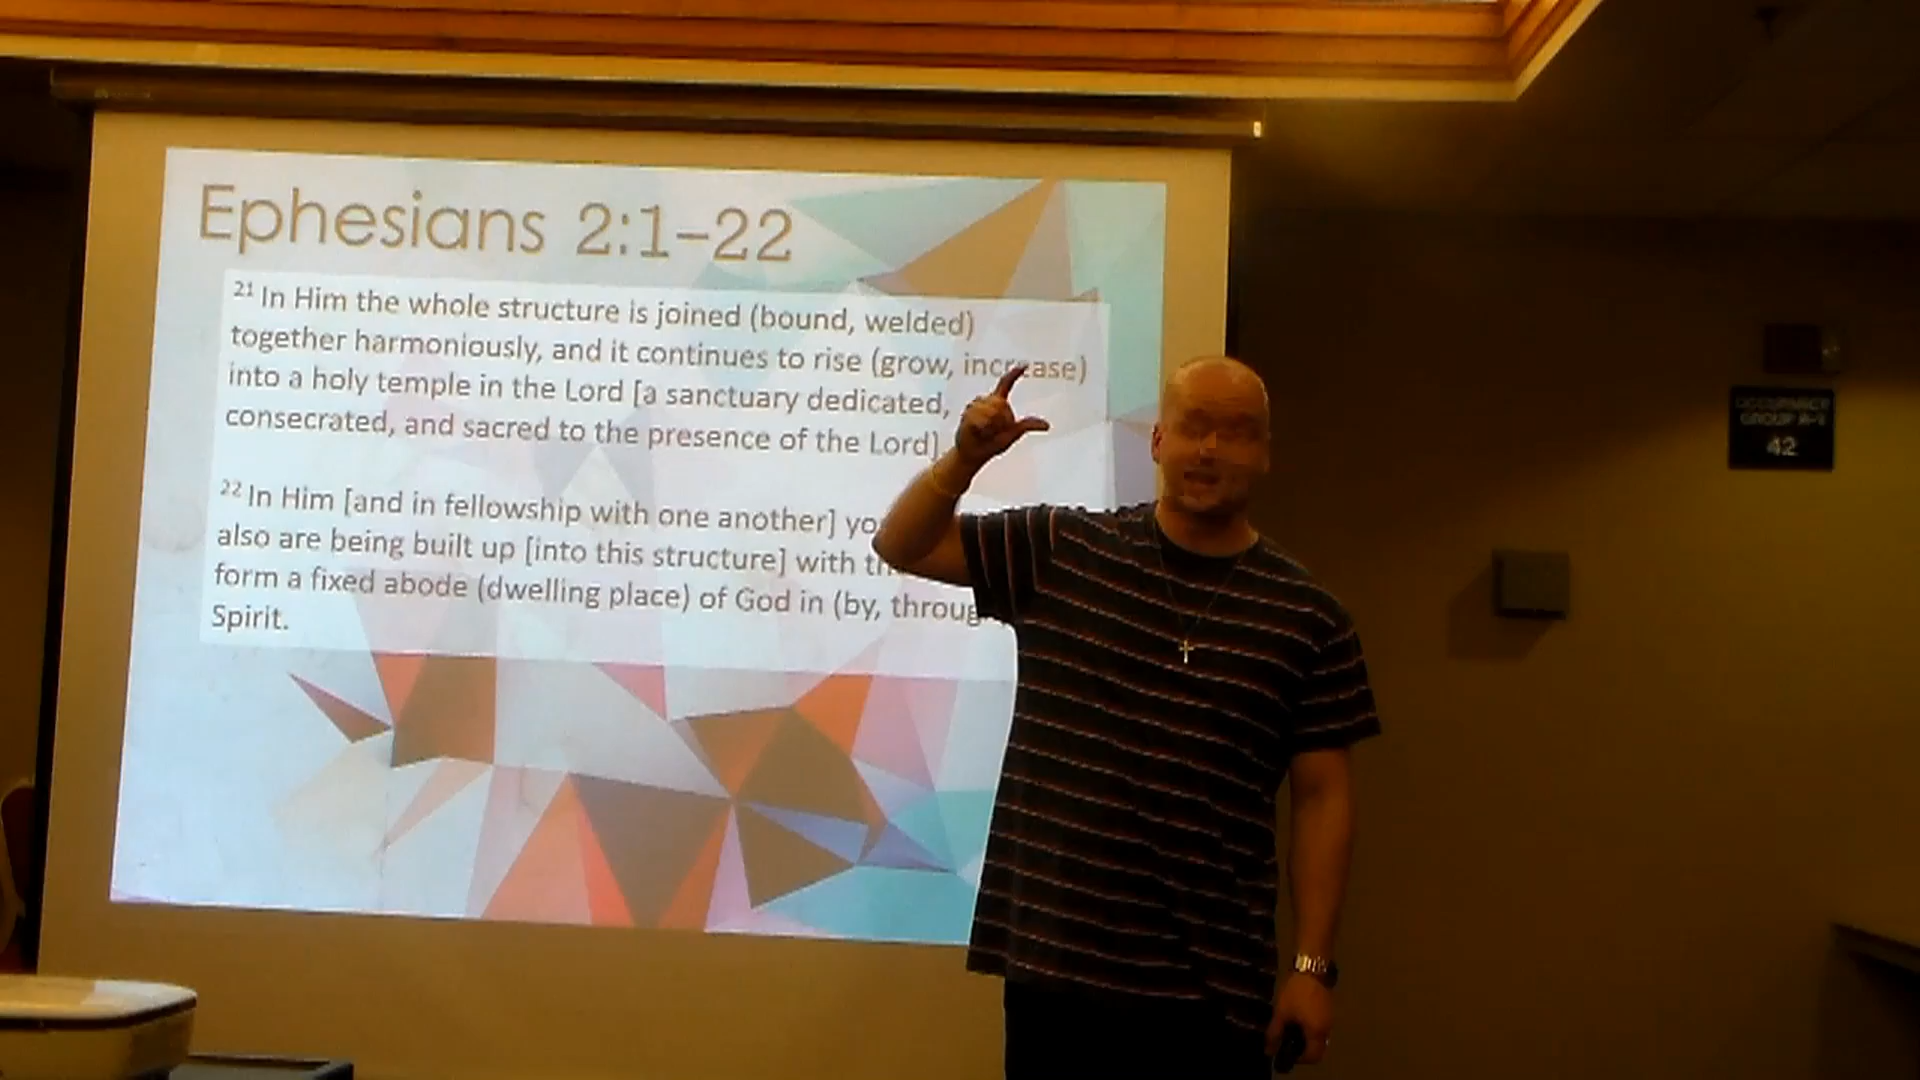 Ephesians 2:1–22
21 In Him the whole structure is joined (bound, welded)
together harmoniously, and it continues to rise (grow, increase)
into a holy temple in the Lord [a sanctuary dedicated,
consecrated, and sacred to the presence of the Lord].
22 In Him [and in fellowship with one another] yo
also are being built up [into this structure] with th
form a fixed abode (dwelling place) of God in (by, throug
Spirit.
OCCUPANCY
GROUP
42